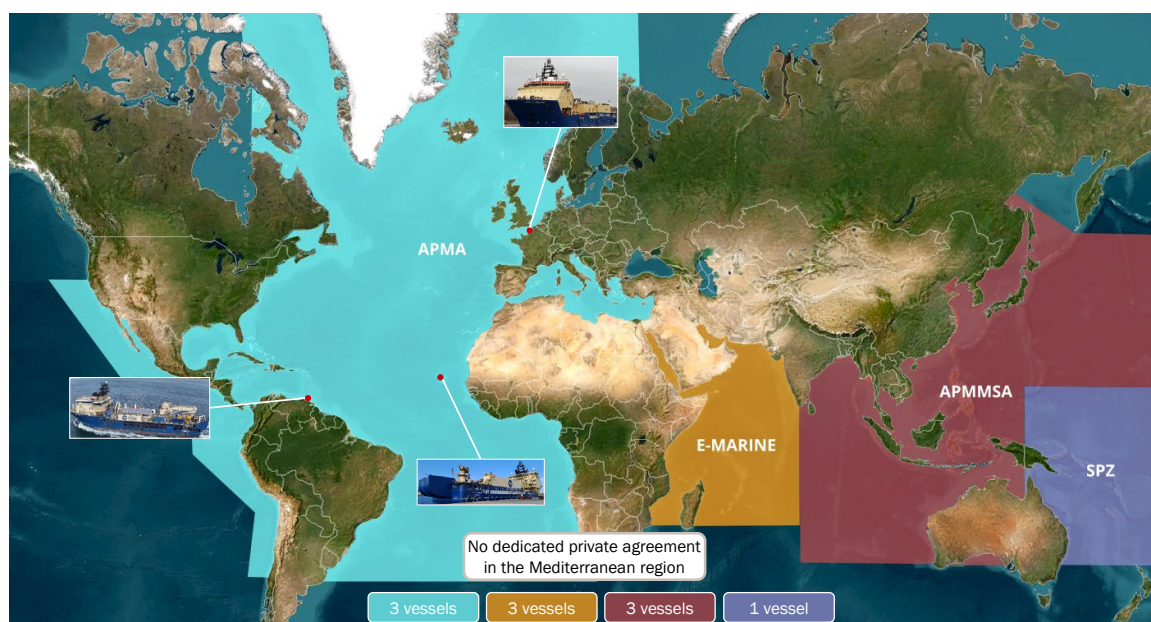 APMA
APMMSA
E-MARINE
SPZ
No dedicated private agreement
in the Mediterranean region
3 vessels
3 vessels
3 vessels
1 vessel